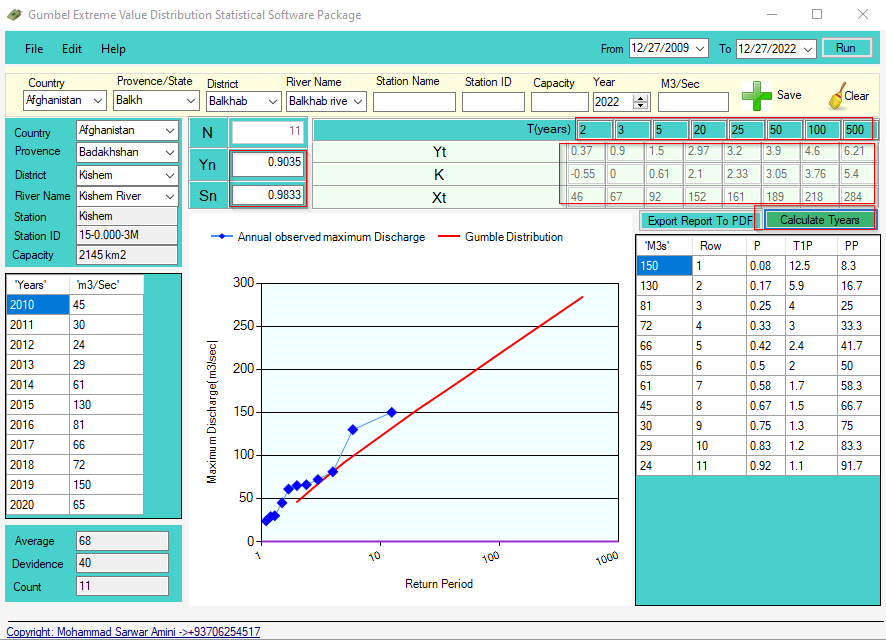 Gumbel Extreme Value Distribution Statistical Software Package
File Edit Help From 12/27/2009 To 12/27/2022 Run
Country Provence/State District River Name Station Name Station ID Capacity Year M3/Sec
Afghanistan Balkh Balkhab Balkhab rive 2022 Save Clear
Country Afghanistan
Provence Badakhshan
District Kishem
River Name Kishem River
Station Kishem
Station ID 15-0.000-3M
Capacity 2145 km2
N 11
Yn 0.9035
Sn 0.9833
T(years) 2 3 5 20 25 50 100 500
Yt 0.37 0.9 1.5 2.97 3.2 3.9 4.6 6.21
K -0.55 0 0.61 2.1 2.33 3.05 3.76 5.4
Xt 46 67 92 152 161 189 218 284
Export Report To PDF Calculate Tyears
'Years' 'm3/Sec'
2010 45
2011 30
2012 24
2013 29
2014 61
2015 130
2016 81
2017 66
2018 72
2019 150
2020 65
Average 68
Devidence 40
Count 11
Annual observed maximum Discharge Gumble Distribution
Maximum Discharge( m3/sec|
300
250
200
150
100
50
0
1 10 100 1000
Return Period
'M3s' Row P T1P PP
150 1 0.08 12.5 8.3
130 2 0.17 5.9 16.7
81 3 0.25 4 25
72 4 0.33 3 33.3
66 5 0.42 2.4 41.7
65 6 0.5 2 50
61 7 0.58 1.7 58.3
45 8 0.67 1.5 66.7
30 9 0.75 1.3 75
29 10 0.83 1.2 83.3
24 11 0.92 1.1 91.7
Copyright: Mohammad Sarwar Amini ->+93706254517